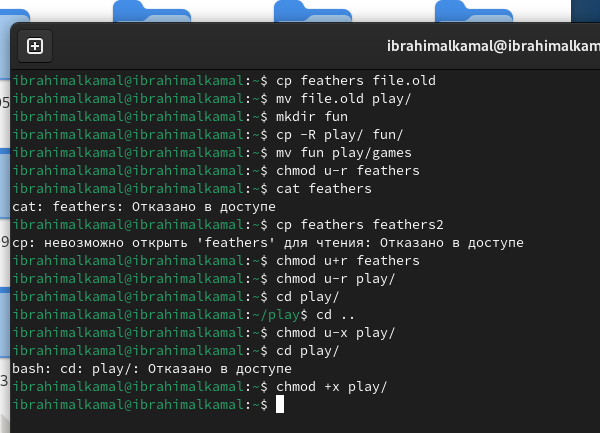 ibrahimalkamal@ibrahimalkam
ibrahimalkamal@ibrahimalkamal:~$ cp feathers file.old
ibrahimalkamal@ibrahimalkamal:~$ mv file.old play/
ibrahimalkamal@ibrahimalkamal:~$ mkdir fun
ibrahimalkamal@ibrahimalkamal:~$ cp -R play/ fun/
ibrahimalkamal@ibrahimalkamal:~$ mv fun play/games
ibrahimalkamal@ibrahimalkamal:~$ chmod u-r feathers
ibrahimalkamal@ibrahimalkamal:~$ cat feathers
cat: feathers: Отказано в доступе
ibrahimalkamal@ibrahimalkamal:~$ cp feathers feathers2
cp: невозможно открыть 'feathers' для чтения: Отказано в доступе
ibrahimalkamal@ibrahimalkamal:~$ chmod u+r feathers
ibrahimalkamal@ibrahimalkamal:~$ chmod u-r play/
ibrahimalkamal@ibrahimalkamal:~$ cd play/
ibrahimalkamal@ibrahimalkamal:~/play$ cd ..
ibrahimalkamal@ibrahimalkamal:~$ chmod u-x play/
ibrahimalkamal@ibrahimalkamal:~$ cd play/
bash: cd: play/: Отказано в доступе
ibrahimalkamal@ibrahimalkamal:~$ chmod +x play/
ibrahimalkamal@ibrahimalkamal:~$